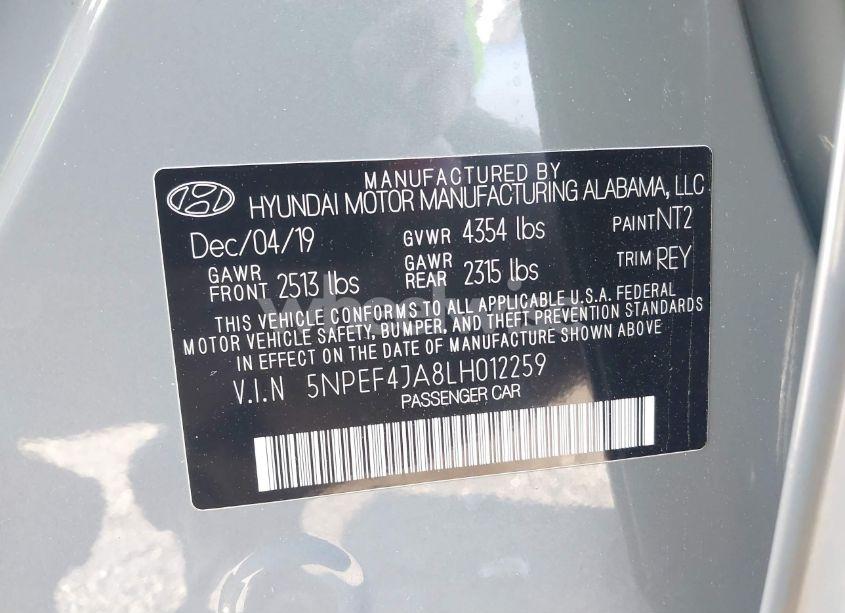 MANUFACTURED BY
HYUNDAI MOTOR MANUFACTURING ALABAMA, LLC
Dec/04/19 GVWR 4354 lbs PAINT NT2
GAWR FRONT 2513 lbs GAWR REAR 2315 lbs TRIM REY
THIS VEHICLE CONFORMS TO ALL APPLICABLE U.S.A. FEDERAL
MOTOR VEHICLE SAFETY, BUMPER, AND THEFT PREVENTION STANDARDS
IN EFFECT ON THE DATE OF MANUFACTURE SHOWN ABOVE
V.I.N 5NPEF4JA8LH012259
PASSENGER CAR